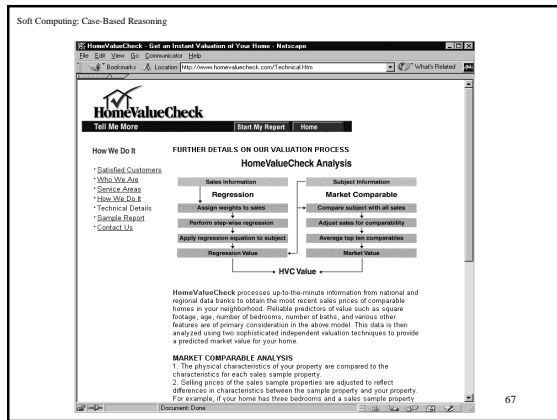 Soft Computing: Case-Based Reasoning
HomeValueCheck - Get an Instant Valuation of Your Home - Netscape
File Edit View Go Communicator Help
Bookmarks Location: http://www.homevaluecheck.com/Technical.Htm What's Related
HomeValueCheck
Tell Me More Start My Report Home
How We Do It
Satisfied Customers
Who We Are
Service Areas
How We Do It
Technical Details
Sample Report
Contact Us
FURTHER DETAILS ON OUR VALUATION PROCESS
HomeValueCheck Analysis
Sales Information Subject Information
Regression Market Comparable
Assign weights to sales Compare subject with all sales
Perform step-wise regression Adjust sales for comparability
Apply regression equation to subject Average top ten comparables
Regression Value Market Value
HVC Value
HomeValueCheck processes up-to-the-minute information from national and
regional data banks to obtain the most recent sales prices of comparable
homes in your neighborhood. Reliable predictors of value such as square
footage, age, number of bedrooms, number of baths, and various other
features are of primary consideration in the above model. This data is then
analyzed using two sophisticated independent valuation techniques to provide
a predicted market value for your home.
MARKET COMPARABLE ANALYSIS
1. The physical characteristics of your property are compared to the
characteristics for each sales sample property.
2. Selling prices of the sales sample properties are adjusted to reflect
differences in characteristics between the sample property and your property.
For example, if your home has three bedrooms and a sales sample property
Document: Done
67